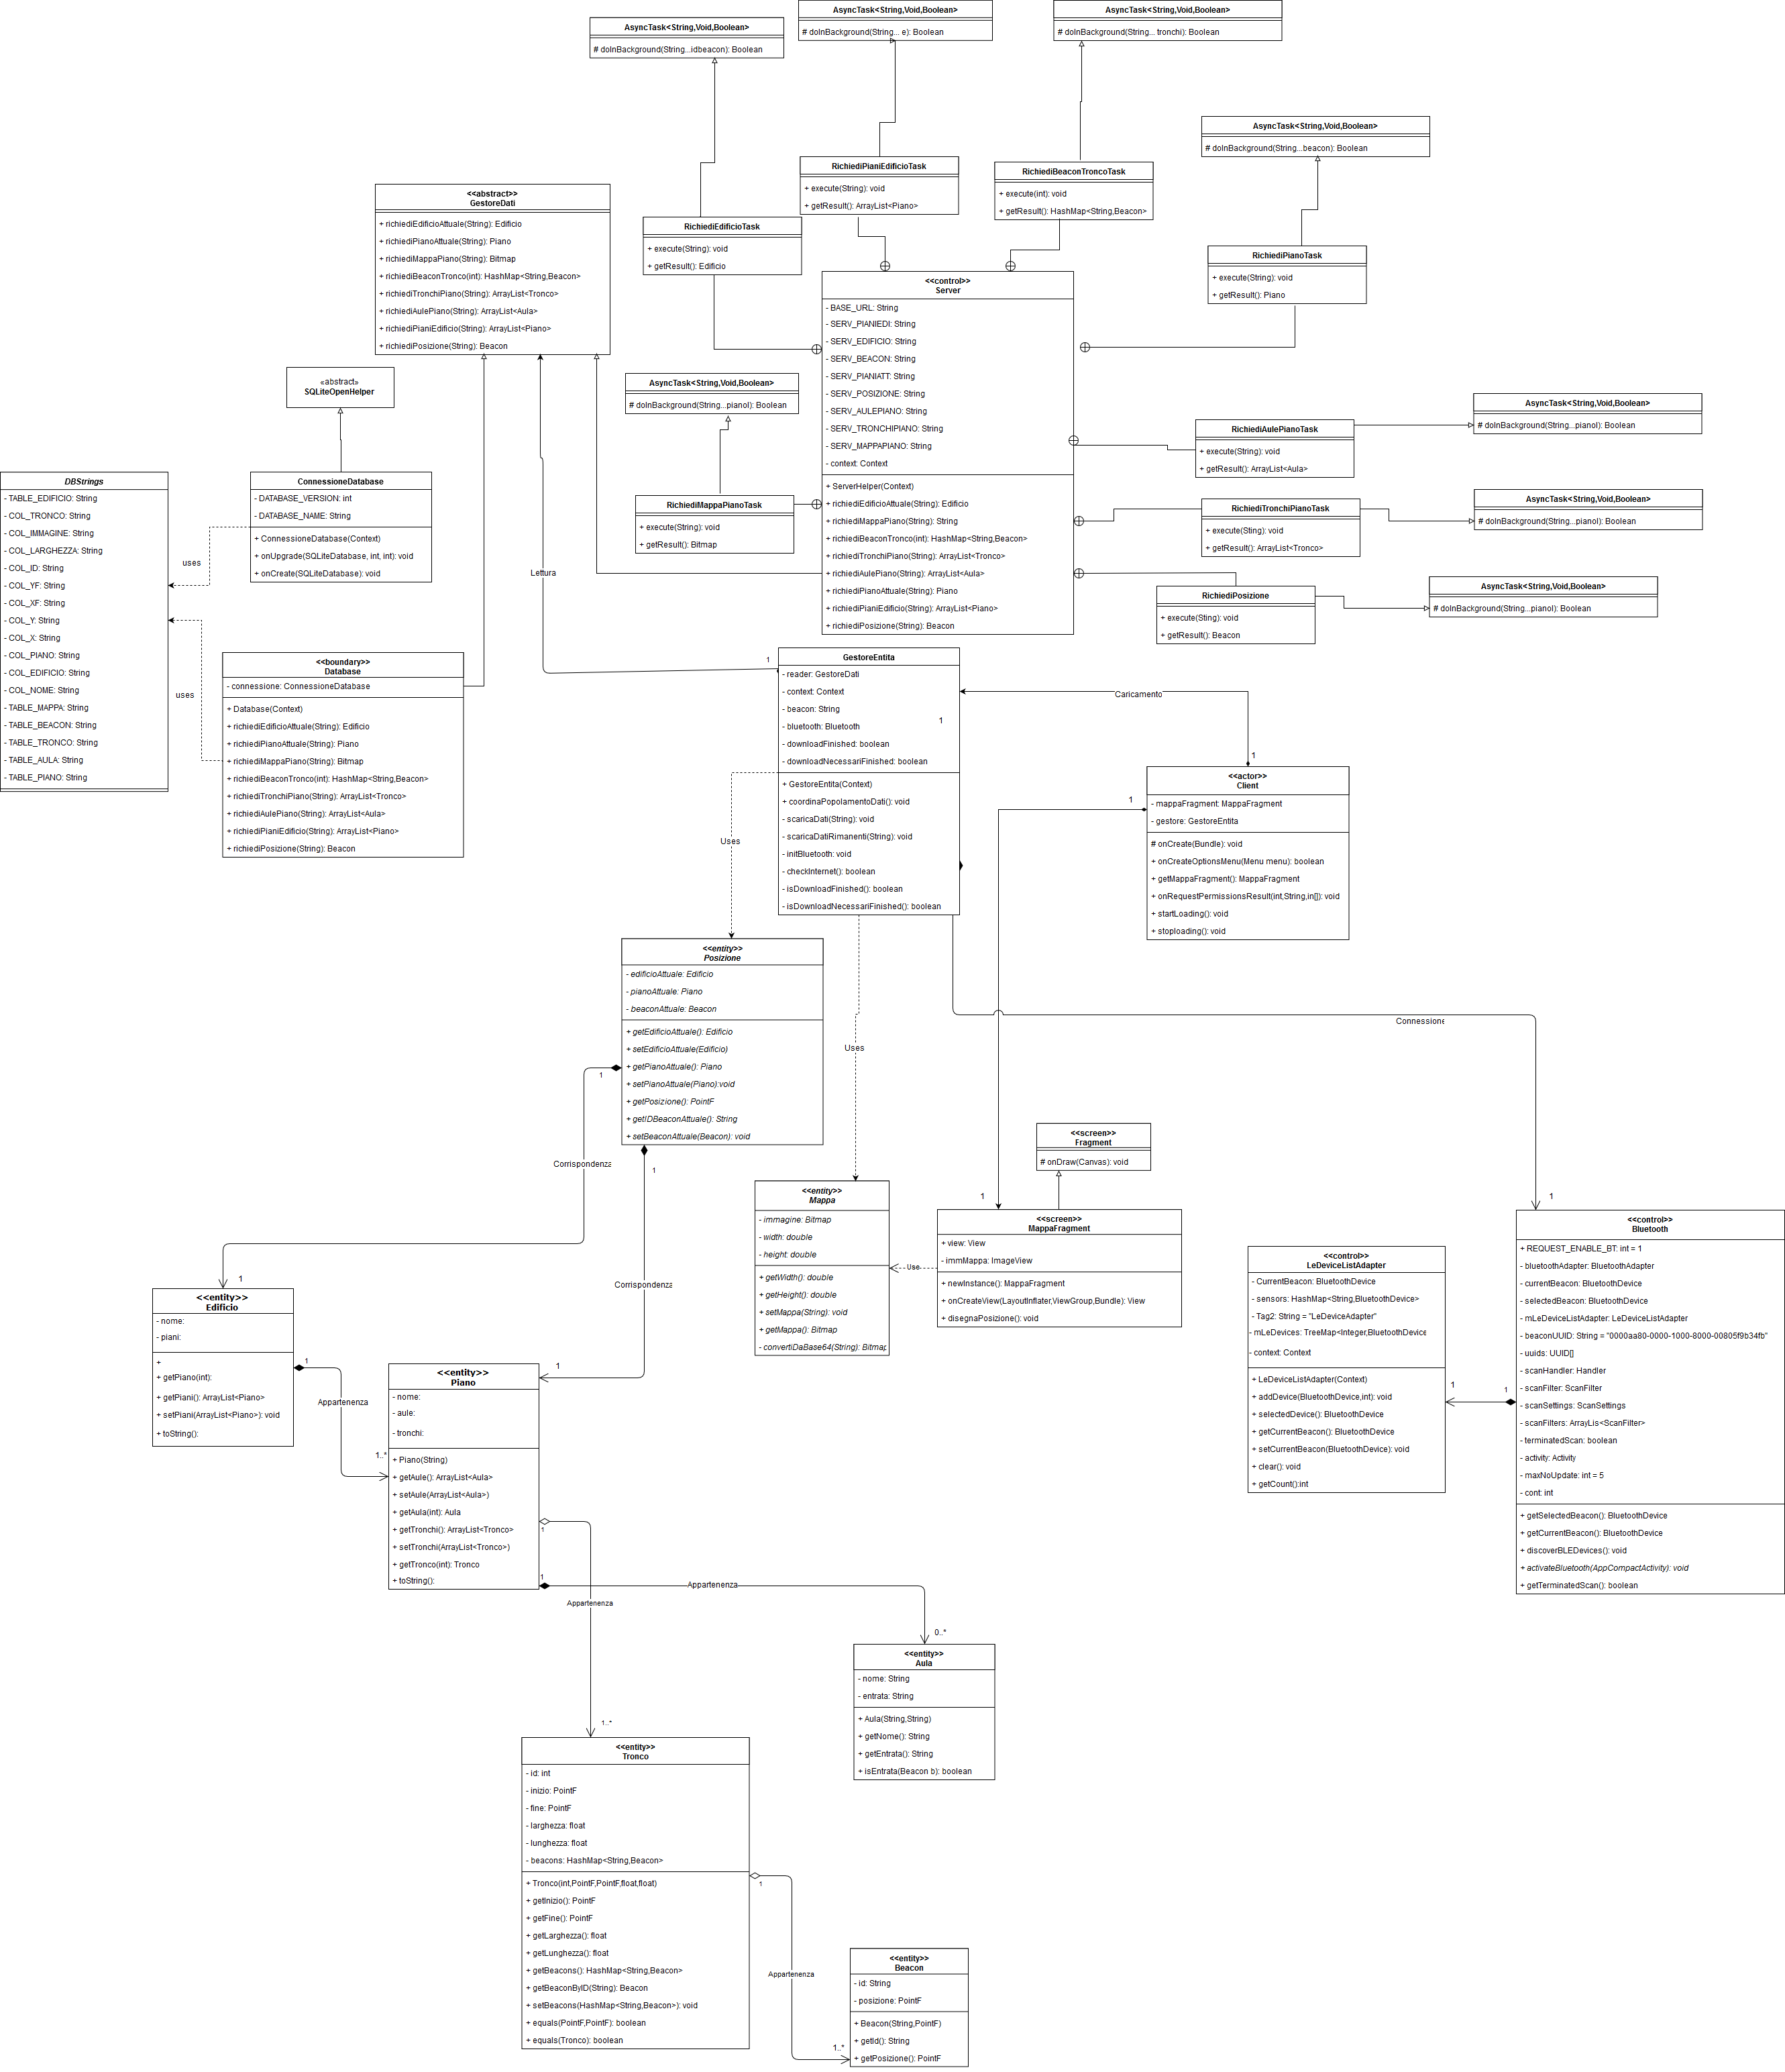 AsyncTask<String,Void,Boolean>
# doInBackground(String...idbeacon): Boolean
AsyncTask<String,Void,Boolean>
# doInBackground(String... e): Boolean
AsyncTask<String,Void,Boolean>
# doInBackground(String... tronchi): Boolean
AsyncTask<String,Void,Boolean>
# doInBackground(String...beacon): Boolean
RichiediPianiEdificioTask
+ execute(String): void
+ getResult(): ArrayList<Piano>
RichiediBeaconTroncoTask
+ execute(int): void
+ getResult(): HashMap<String,Beacon>
RichiediEdificioTask
+ execute(String): void
+ getResult(): Edificio
RichiediPianoTask
+ execute(String): void
+ getResult(): Piano
<<abstract>>
GestoreDati
+ richiediEdificioAttuale(String): Edificio
+ richiediPianoAttuale(String): Piano
+ richiediMappaPiano(String): Bitmap
+ richiediBeaconTronco(int): HashMap<String,Beacon>
+ richiediTronchiPiano(String): ArrayList<Tronco>
+ richiediAulePiano(String): ArrayList<Aula>
+ richiediPianiEdificio(String): ArrayList<Piano>
+ richiediPosizione(String): Beacon
<<control>>
Server
- BASE_URL: String
- SERV_PIANIEDI: String
- SERV_EDIFICIO: String
- SERV_BEACON: String
- SERV_PIANIATT: String
- SERV_POSIZIONE: String
- SERV_AULEPIANO: String
- SERV_TRONCHIPIANO: String
- SERV_MAPPAPIANO: String
- context: Context
+ ServerHelper(Context)
+ richiediEdificioAttuale(String): Edificio
+ richiediMappaPiano(String): String
+ richiediBeaconTronco(int): HashMap<String,Beacon>
+ richiediTronchiPiano(String): ArrayList<Tronco>
+ richiediAulePiano(String): ArrayList<Aula>
+ richiediPianoAttuale(String): Piano
+ richiediPianiEdificio(String): ArrayList<Piano>
+ richiediPosizione(String): Beacon
«abstract»
SQLiteOpenHelper
AsyncTask<String,Void,Boolean>
# doInBackground(String...pianoI): Boolean
RichiediMappaPianoTask
+ execute(String): void
+ getResult(): Bitmap
RichiediAulePianoTask
+ execute(String): void
+ getResult(): ArrayList<Aula>
AsyncTask<String,Void,Boolean>
# doInBackground(String...pianoI): Boolean
RichiediTronchiPianoTask
+ execute(Sting): void
+ getResult(): ArrayList<Tronco>
AsyncTask<String,Void,Boolean>
# doInBackground(String...pianoI): Boolean
RichiediPosizione
+ execute(Sting): void
+ getResult(): Beacon
AsyncTask<String,Void,Boolean>
# doInBackground(String...pianoI): Boolean
DBStrings
- TABLE_EDIFICIO: String
- COL_TRONCO: String
- COL_IMMAGINE: String
- COL_LARGHEZZA: String
- COL_ID: String
- COL_YF: String
- COL_XF: String
- COL_Y: String
- COL_X: String
- COL_PIANO: String
- COL_EDIFICIO: String
- COL_NOME: String
- TABLE_MAPPA: String
- TABLE_BEACON: String
- TABLE_TRONCO: String
- TABLE_AULA: String
- TABLE_PIANO: String
ConnessioneDatabase
- DATABASE_VERSION: int
- DATABASE_NAME: String
+ ConnessioneDatabase(Context)
+ onUpgrade(SQLiteDatabase, int, int): void
+ onCreate(SQLiteDatabase): void
uses
uses
Lettura
<<boundary>>
Database
- connessione: ConnessioneDatabase
+ Database(Context)
+ richiediEdificioAttuale(String): Edificio
+ richiediPianoAttuale(String): Piano
+ richiediMappaPiano(String): Bitmap
+ richiediBeaconTronco(int): HashMap<String,Beacon>
+ richiediTronchiPiano(String): ArrayList<Tronco>
+ richiediAulePiano(String): ArrayList<Aula>
+ richiediPianiEdificio(String): ArrayList<Piano>
+ richiediPosizione(String): Beacon
1
GestoreEntita
- reader: GestoreDati
- context: Context
- beacon: String
- bluetooth: Bluetooth
- downloadFinished: boolean
- downloadNecessariFinished: boolean
+ GestoreEntita(Context)
+ coordinaPopolamentoDati(): void
- scaricaDati(String): void
- scaricaDatiRimanenti(String): void
- initBluetooth: void
- checkInternet(): boolean
- isDownloadFinished(): boolean
- isDownloadNecessariFinished(): boolean
1
Caricamento
1
<<actor>>
Client
- mappaFragment: MappaFragment
- gestore: GestoreEntita
# onCreate(Bundle): void
+ onCreateOptionsMenu(Menu menu): boolean
+ getMappaFragment(): MappaFragment
+ onRequestPermissionsResult(int,String,in[]): void
+ startLoading(): void
+ stoploading(): void
1
Uses
Uses
Connessione
<<entity>>
Posizione
- edificioAttuale: Edificio
- pianoAttuale: Piano
- beaconAttuale: Beacon
+ getEdificioAttuale(): Edificio
+ setEdificioAttuale(Edificio)
+ getPianoAttuale(): Piano
+ setPianoAttuale(Piano):void
+ getPosizione(): PointF
+ getIDBeaconAttuale(): String
+ setBeaconAttuale(Beacon): void
1
1
Corrispondenza
Corrispondenza
<<screen>>
Fragment
# onDraw(Canvas): void
<<entity>>
Mappa
- immagine: Bitmap
- width: double
- height: double
+ getWidth(): double
+ getHeight(): double
+ setMappa(String): void
+ getMappa(): Bitmap
- convertiDaBase64(String): Bitmap
Use
1
<<screen>>
MappaFragment
+ view: View
- immMappa: ImageView
+ newInstance(): MappaFragment
+ onCreateView(LayoutInflater,ViewGroup,Bundle): View
+ disegnaPosizione(): void
<<control>>
LeDeviceListAdapter
- CurrentBeacon: BluetoothDevice
- sensors: HashMap<String,BluetoothDevice>
- Tag2: String = "LeDeviceAdapter"
- mLeDevices: TreeMap<Integer,BluetoothDevice
- context: Context
+ LeDeviceListAdapter(Context)
+ addDevice(BluetoothDevice,int): void
+ selectedDevice(): BluetoothDevice
+ getCurrentBeacon(): BluetoothDevice
+ setCurrentBeacon(BluetoothDevice): void
+ clear(): void
+ getCount():int
1
1
1
<<control>>
Bluetooth
+ REQUEST_ENABLE_BT: int = 1
- bluetoothAdapter: BluetoothAdapter
- currentBeacon: BluetoothDevice
- selectedBeacon: BluetoothDevice
- mLeDeviceListAdapter: LeDeviceListAdapter
- beaconUUID: String = "0000aa80-0000-1000-8000-00805f9b34fb"
- uuids: UUID[]
- scanHandler: Handler
- scanFilter: ScanFilter
- scanSettings: ScanSettings
- scanFilters: ArrayLis<ScanFilter>
- terminatedScan: boolean
- activity: Activity
- maxNoUpdate: int = 5
- cont: int
+ getSelectedBeacon(): BluetoothDevice
+ getCurrentBeacon(): BluetoothDevice
+ discoverBLEDevices(): void
+ activateBluetooth(AppCompactActivity): void
+ getTerminatedScan(): boolean
1
<<entity>>
Edificio
- nome:
- piani:
+
+ getPiano(int):
+ getPiani(): ArrayList<Piano>
+ setPiani(ArrayList<Piano>): void
+ toString():
1
Appartenenza
1..*
1
<<entity>>
Piano
- nome:
- aule:
- tronchi:
+ Piano(String)
+ getAule(): ArrayList<Aula>
+ setAule(ArrayList<Aula>)
+ getAula(int): Aula
+ getTronchi(): ArrayList<Tronco>
+ setTronchi(ArrayList<Tronco>)
+ getTronco(int): Tronco
+ toString():
1
1
Appartenenza
Appartenenza
0..*
<<entity>>
Aula
- nome: String
- entrata: String
+ Aula(String,String)
+ getNome(): String
+ getEntrata(): String
+ isEntrata(Beacon b): boolean
1..*
<<entity>>
Tronco
- id: int
- inizio: PointF
- fine: PointF
- larghezza: float
- lunghezza: float
- beacons: HashMap<String,Beacon>
+ Tronco(int,PointF,PointF,float,float)
+ getInizio(): PointF
+ getFine(): PointF
+ getLarghezza(): float
+ getLunghezza(): float
+ getBeacons(): HashMap<String,Beacon>
+ getBeaconByID(String): Beacon
+ setBeacons(HashMap<String,Beacon>): void
+ equals(PointF,PointF): boolean
+ equals(Tronco): boolean
1
Appartenenza
1..*
<<entity>>
Beacon
- id: String
- posizione: PointF
+ Beacon(String,PointF)
+ getId(): String
+ getPosizione(): PointF